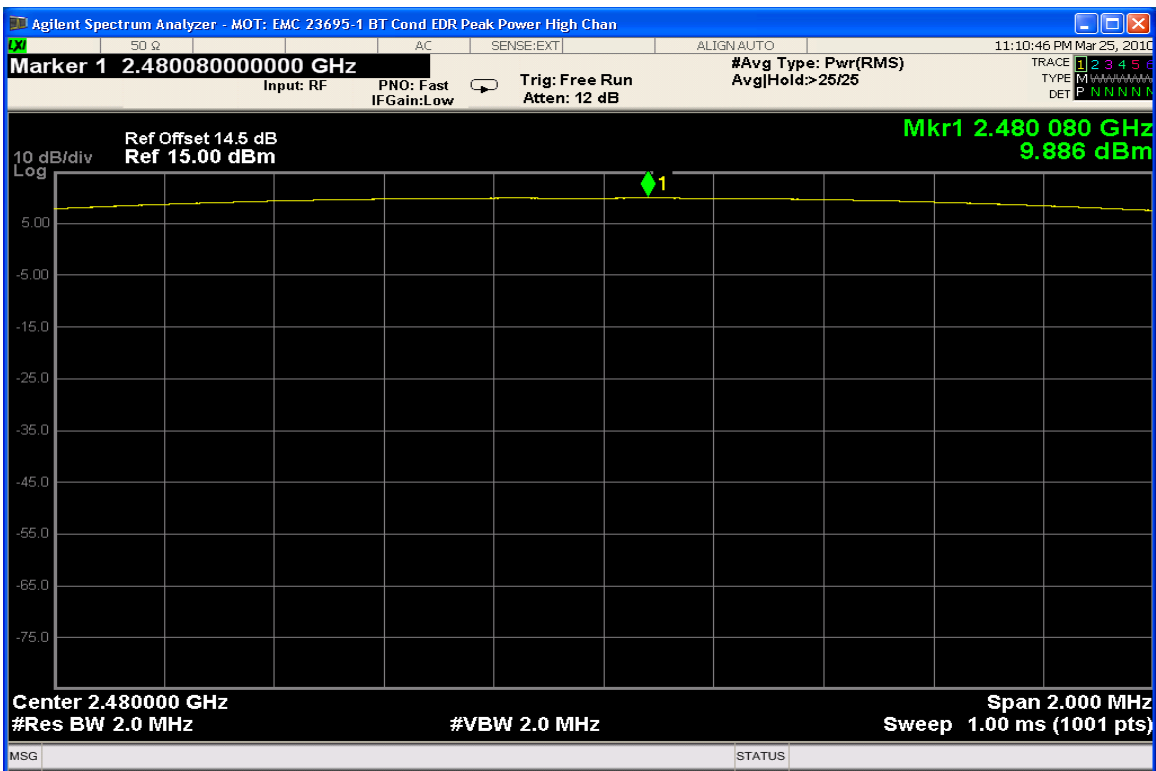 Agilent Spectrum Analyzer - MOT: EMC 23695-1 BT Cond EDR Peak Power High Chan
LXI 50 Ω AC SENSE:EXT ALIGN AUTO 11:10:46 PM Mar 25, 2010
Marker 1 2.480080000000 GHz
Input: RF PNO: Fast IFGain:Low
Trig: Free Run
Atten: 12 dB
#Avg Type: Pwr(RMS)
Avg|Hold:>25/25
TRACE 1 2 3 4 5 6
TYPE M
DET P N N N N N
Mkr1 2.480 080 GHz
9.886 dBm
Ref Offset 14.5 dB
10 dB/div Ref 15.00 dBm
Log
1
5.00
-5.00
-15.0
-25.0
-35.0
-45.0
-55.0
-65.0
-75.0
Center 2.480000 GHz Span 2.000 MHz
#Res BW 2.0 MHz #VBW 2.0 MHz Sweep 1.00 ms (1001 pts)
MSG STATUS